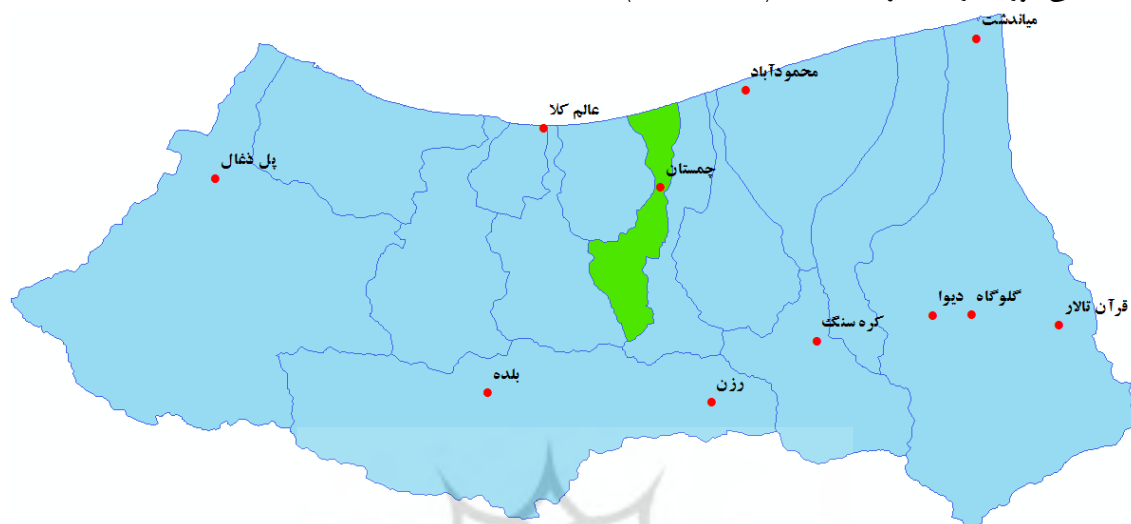 میاندشت
محمودآباد
عالم کلا
پل ذغال
چمستان
دیوا
گلوگاه
قرآن تالار
کره سنگ
بلده
رزن